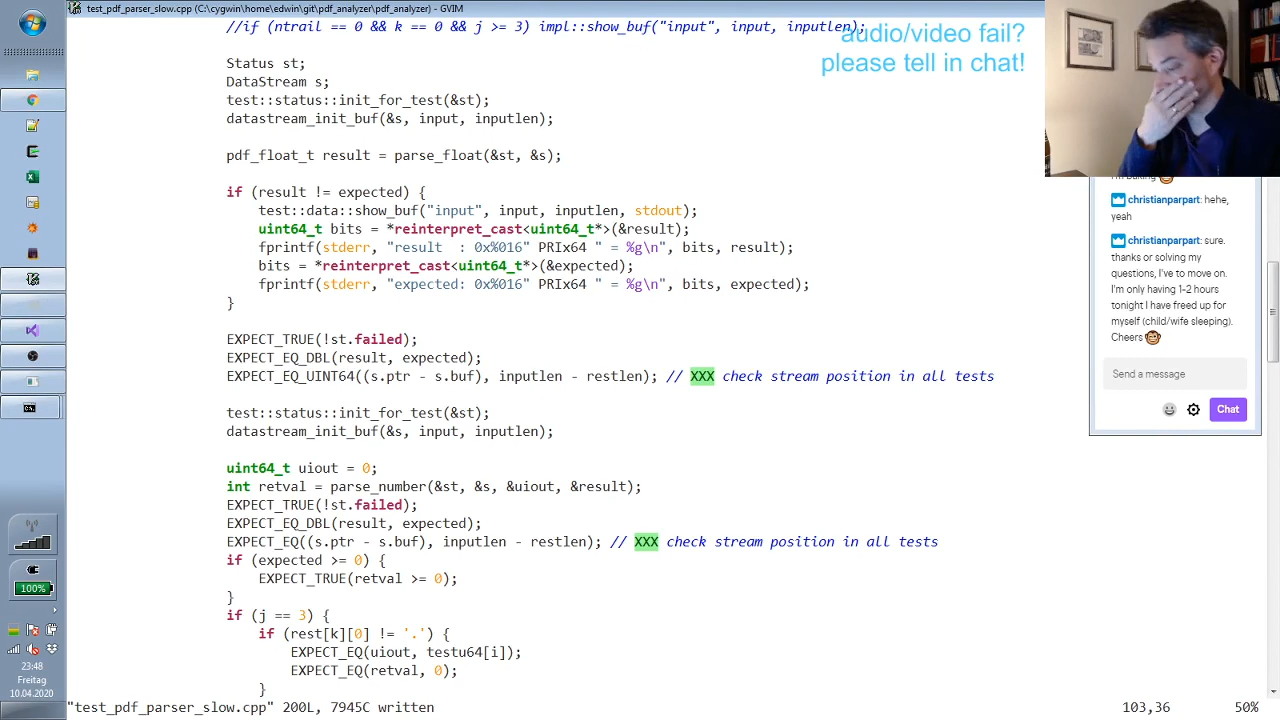 test_pdf_parser_slow.cpp (C:\cygwin\home\edwin\git\pdf_analyzer\pdf_analyzer) - GVIM
//if (ntrail == 0 && k == 0 && j >= 3) impl::show_buf("input", input, inputlen);
audio/video fail?
please tell in chat!
Status st;
DataStream s;
test::status::init_for_test(&st);
datastream_init_buf(&s, input, inputlen);
pdf_float_t result = parse_float(&st, &s);
if (result != expected) {
test::data::show_buf("input", input, inputlen, stdout);
uint64_t bits = *reinterpret_cast<uint64_t*>(&result);
fprintf(stderr, "result  : 0x%016" PRIx64 " = %g\n", bits, result);
bits = *reinterpret_cast<uint64_t*>(&expected);
fprintf(stderr, "expected: 0x%016" PRIx64 " = %g\n", bits, expected);
}
EXPECT_TRUE(!st.failed);
EXPECT_EQ_DBL(result, expected);
EXPECT_EQ_UINT64((s.ptr - s.buf), inputlen - restlen); // XXX check stream position in all tests
test::status::init_for_test(&st);
datastream_init_buf(&s, input, inputlen);
uint64_t uiout = 0;
int retval = parse_number(&st, &s, &uiout, &result);
EXPECT_TRUE(!st.failed);
EXPECT_EQ_DBL(result, expected);
EXPECT_EQ((s.ptr - s.buf), inputlen - restlen); // XXX check stream position in all tests
if (expected >= 0) {
EXPECT_TRUE(retval >= 0);
}
if (j == 3) {
if (rest[k][0] != '.') {
EXPECT_EQ(uiout, testu64[i]);
EXPECT_EQ(retval, 0);
}
"test_pdf_parser_slow.cpp" 200L, 7945C written
103,36
50%
christianparpart: hehe,
yeah
christianparpart: sure.
thanks or solving my
questions, I've to move on.
I'm only having 1-2 hours
tonight I have freed up for
myself (child/wife sleeping).
Cheers
Send a message
Chat
100%
23:48
Freitag
10.04.2020